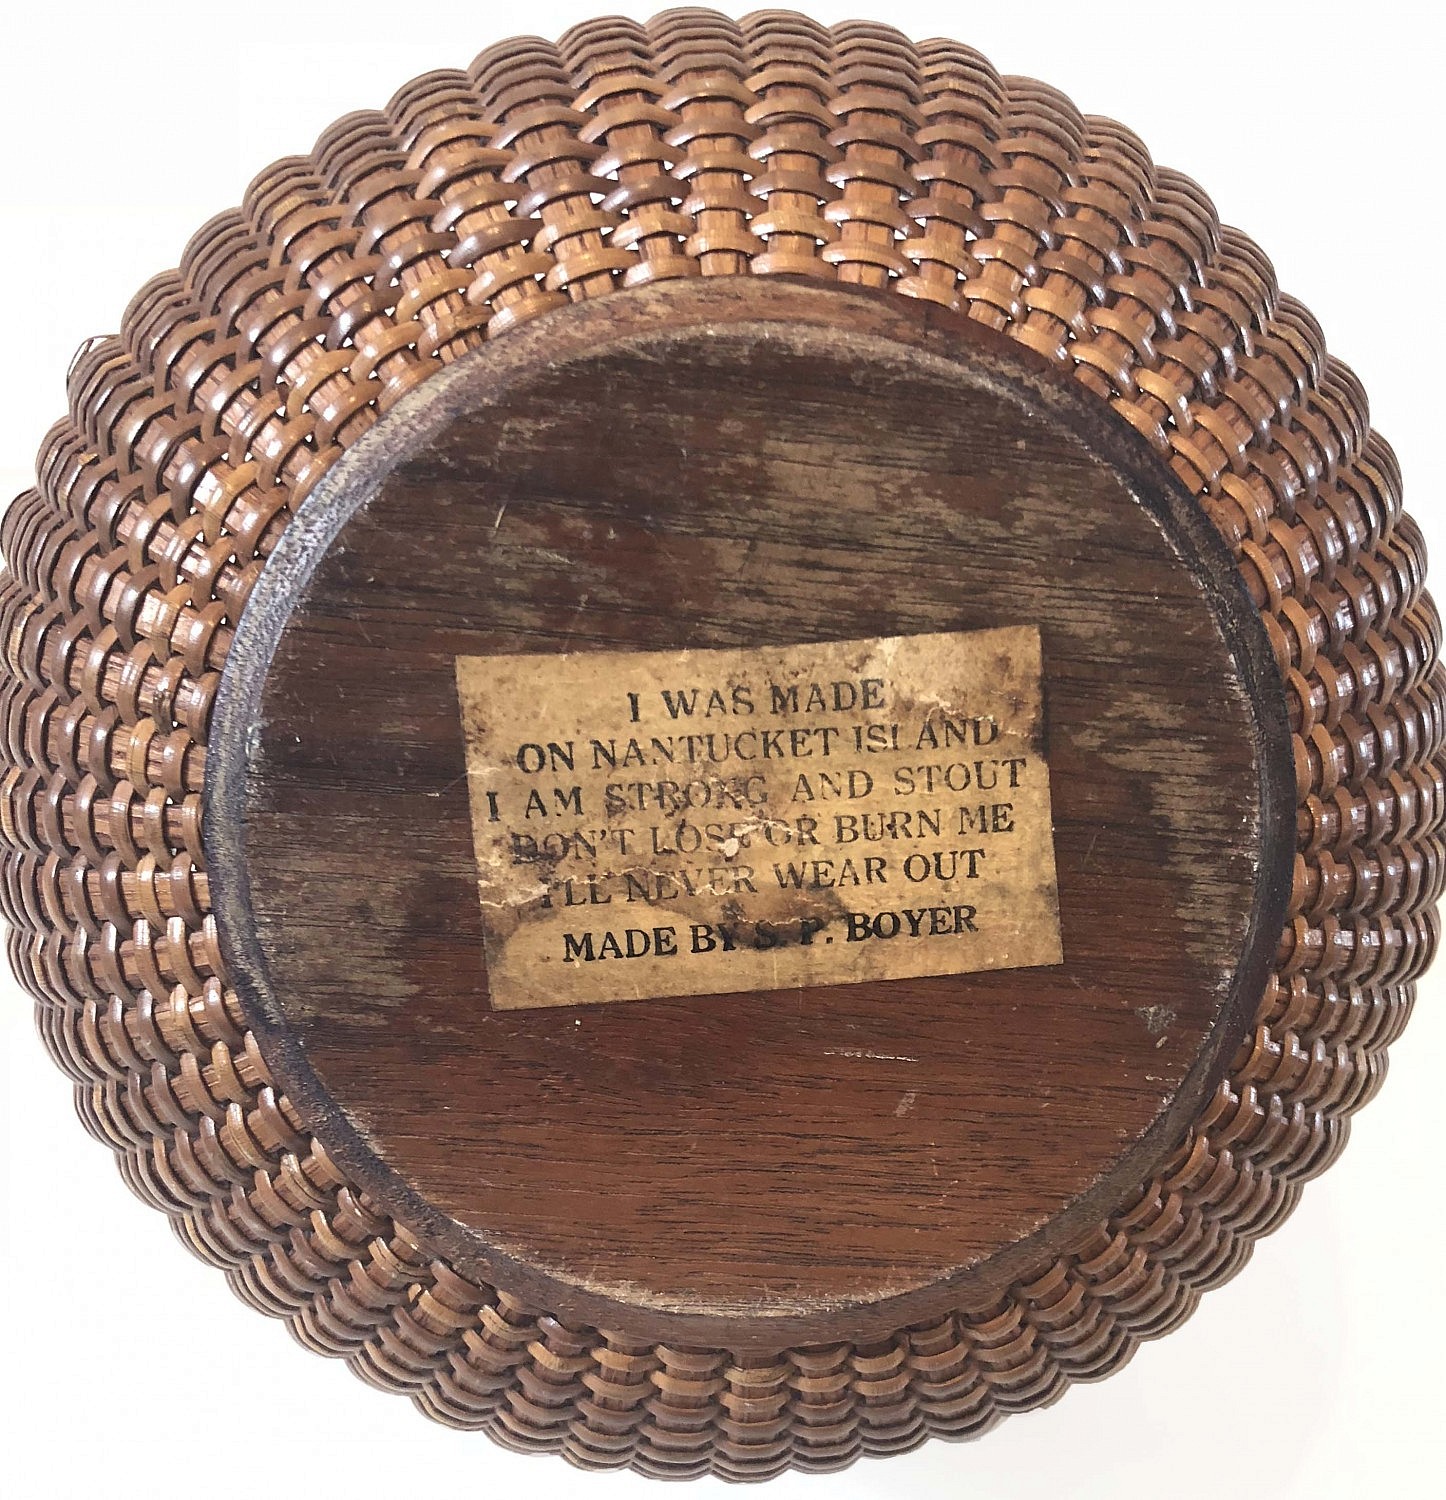 I WAS MADE
ON NANTUCKET ISLAND
I AM STRONG AND STOUT
DON'T LOSE OR BURN ME
I'LL NEVER WEAR OUT
MADE BY S. P. BOYER